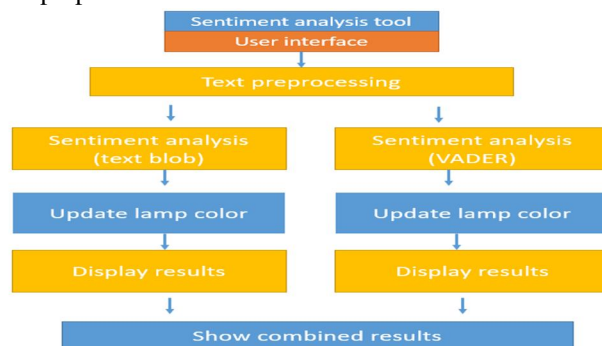 Sentiment analysis tool
User interface
Text preprocessing
Sentiment analysis
(text blob)
Sentiment analysis
(VADER)
Update lamp color
Update lamp color
Display results
Display results
Show combined results